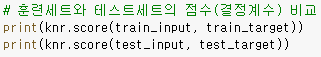 # 훈련세트와 테스트세트의 점수(결정계수) 비교
print(knr.score(train_input, train_target))
print(knr.score(test_input, test_target))